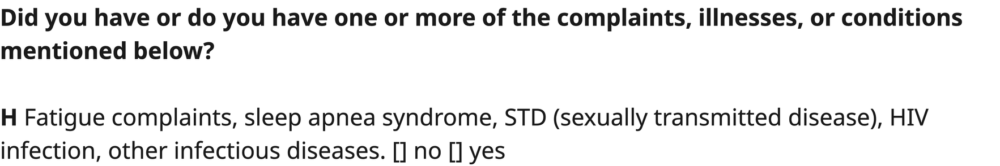 Did you have or do you have one or more of the complaints, illnesses, or conditions
mentioned below?
H Fatigue complaints, sleep apnea syndrome, STD (sexually transmitted disease), HIV
infection, other infectious diseases. [] no [] yes